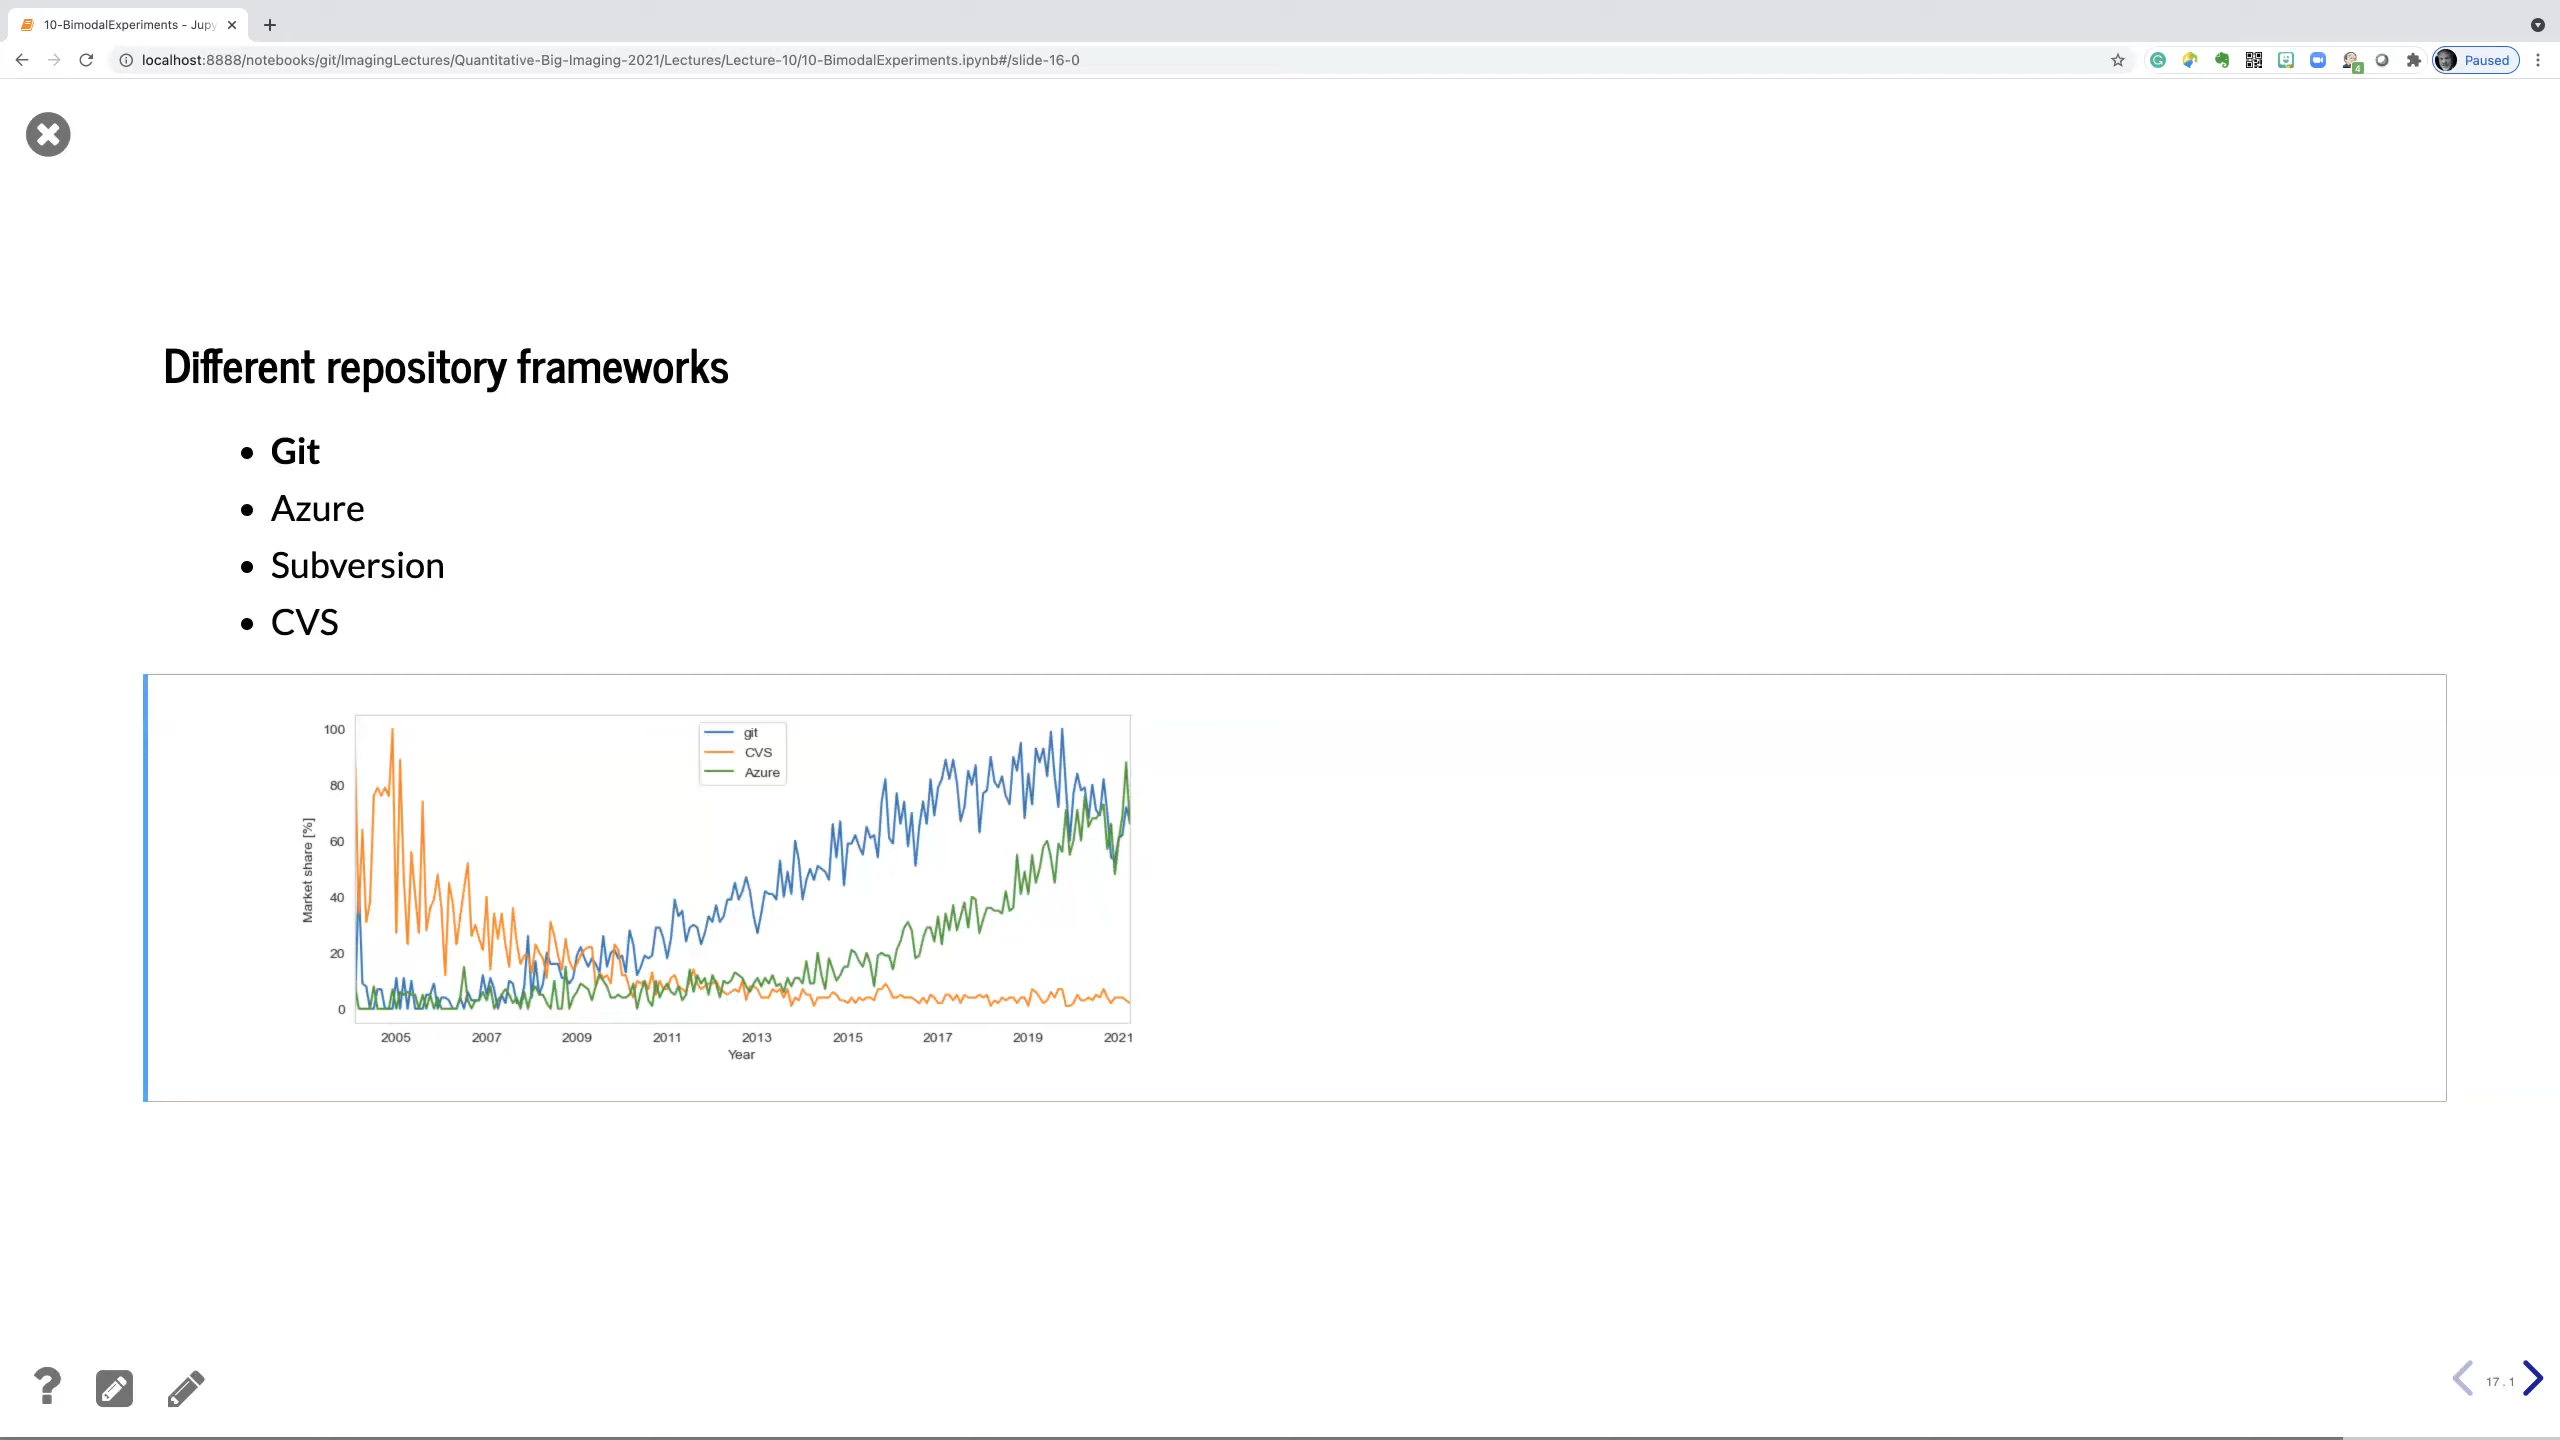 10-BimodalExperiments - Jupy
localhost:8888/notebooks/git/ImagingLectures/Quantitative-Big-Imaging-2021/Lectures/Lecture-10/10-BimodalExperiments.ipynb#/slide-16-0
4
Paused
Different repository frameworks
Git
Azure
Subversion
CVS
Market share [%]
100
80
60
40
20
0
git
CVS
Azure
2005 2007 2009 2011 2013 2015 2017 2019 2021
Year
17 . 1